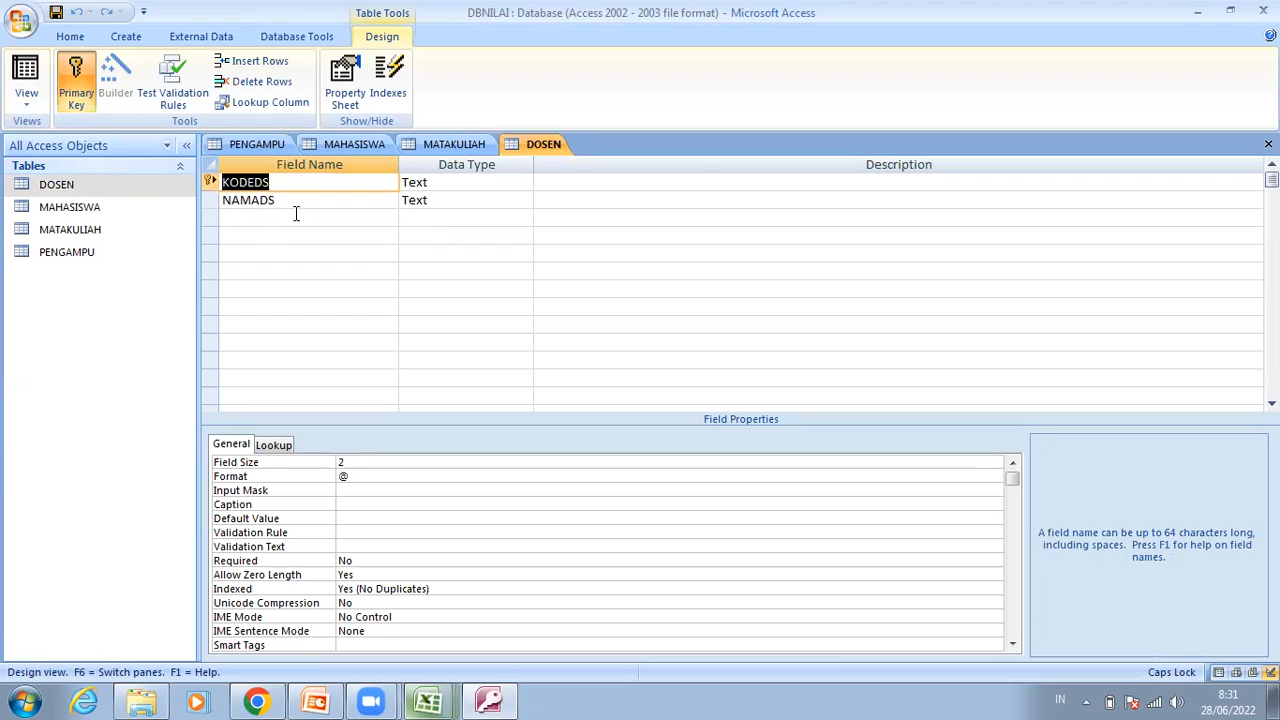 DBNILAI : Database (Access 2002 - 2003 file format) - Microsoft Access
Table Tools
Home Create External Data Database Tools Design
View
Primary Key
Builder
Test Validation Rules
Insert Rows
Delete Rows
Lookup Column
Property Sheet
Indexes
Views Tools Show/Hide
All Access Objects
PENGAMPU MAHASISWA MATAKULIAH DOSEN
Tables
DOSEN
MAHASISWA
MATAKULIAH
PENGAMPU
Field Name Data Type Description
KODEDS Text
NAMADS Text
Field Properties
General Lookup
Field Size 2
Format @
Input Mask
Caption
Default Value
Validation Rule
Validation Text
Required No
Allow Zero Length Yes
Indexed Yes (No Duplicates)
Unicode Compression No
IME Mode No Control
IME Sentence Mode None
Smart Tags
A field name can be up to 64 characters long,
including spaces. Press F1 for help on field
names.
Design view. F6 = Switch panes. F1 = Help.
Caps Lock
IN
8:31
28/06/2022